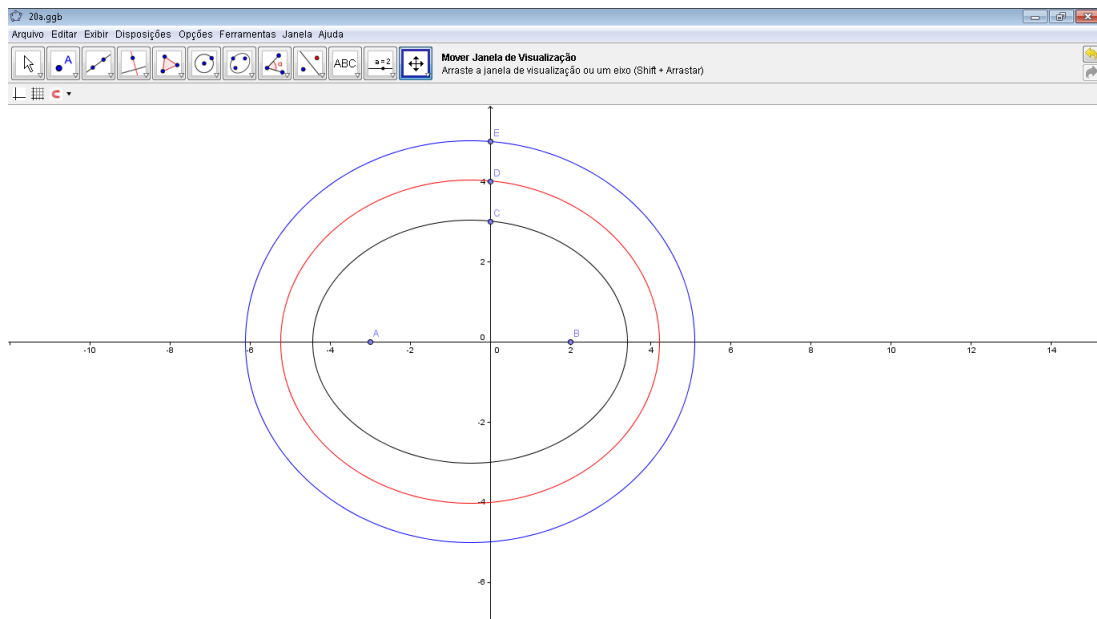 20a.ggb
Arquivo Editar Exibir Disposições Opções Ferramentas Janela Ajuda
A ABC a=2 Mover Janela de Visualização
Arraste a janela de visualização ou um eixo (Shift + Arrastar)
E
4 D
C
2
A 0 B
-10 -8 -6 -4 -2 0 2 4 6 8 10 12 14
-2
-4
-6